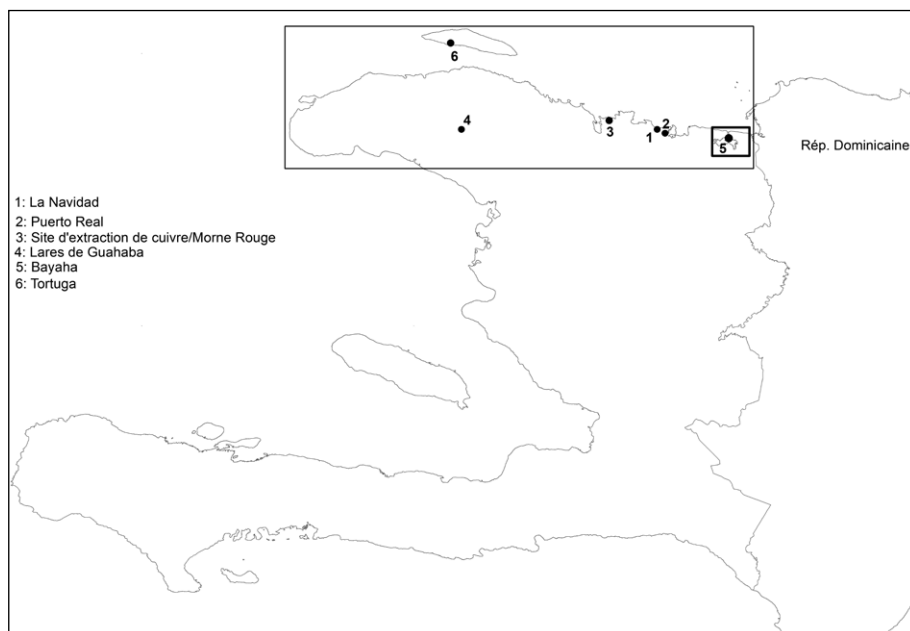 6
4
3
2
1
5
Rép. Dominicaine
1: La Navidad
2: Puerto Real
3: Site d'extraction de cuivre/Morne Rouge
4: Lares de Guahaba
5: Bayaha
6: Tortuga